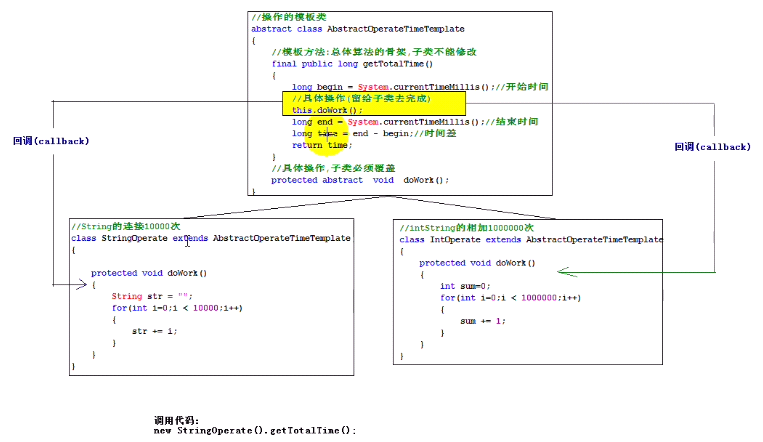 //操作的模板类
abstract class AbstractOperateTimeTemplate
{
//模板方法:总体算法的骨架,子类不能修改
final public long getTotalTime()
{
long begin = System.currentTimeMillis();//开始时间
//具体操作(留给子类去完成)
this.doWork();
long end = System.currentTimeMillis();//结束时间
long time = end - begin;//时间差
return time;
}
//具体操作,子类必须覆盖
protected abstract void doWork();
}
回调(callback)
回调(callback)
//String的连接10000次
class StringOperate extends AbstractOperateTimeTemplate
{
protected void doWork()
{
String str = "";
for(int i=0;i < 10000;i++)
{
str += i;
}
}
}
//intString的相加1000000次
class IntOperate extends AbstractOperateTimeTemplate
{
protected void doWork()
{
int sum=0;
for(int i=0;i < 1000000;i++)
{
sum += 1;
}
}
}
调用代码:
new StringOperate().getTotalTime();